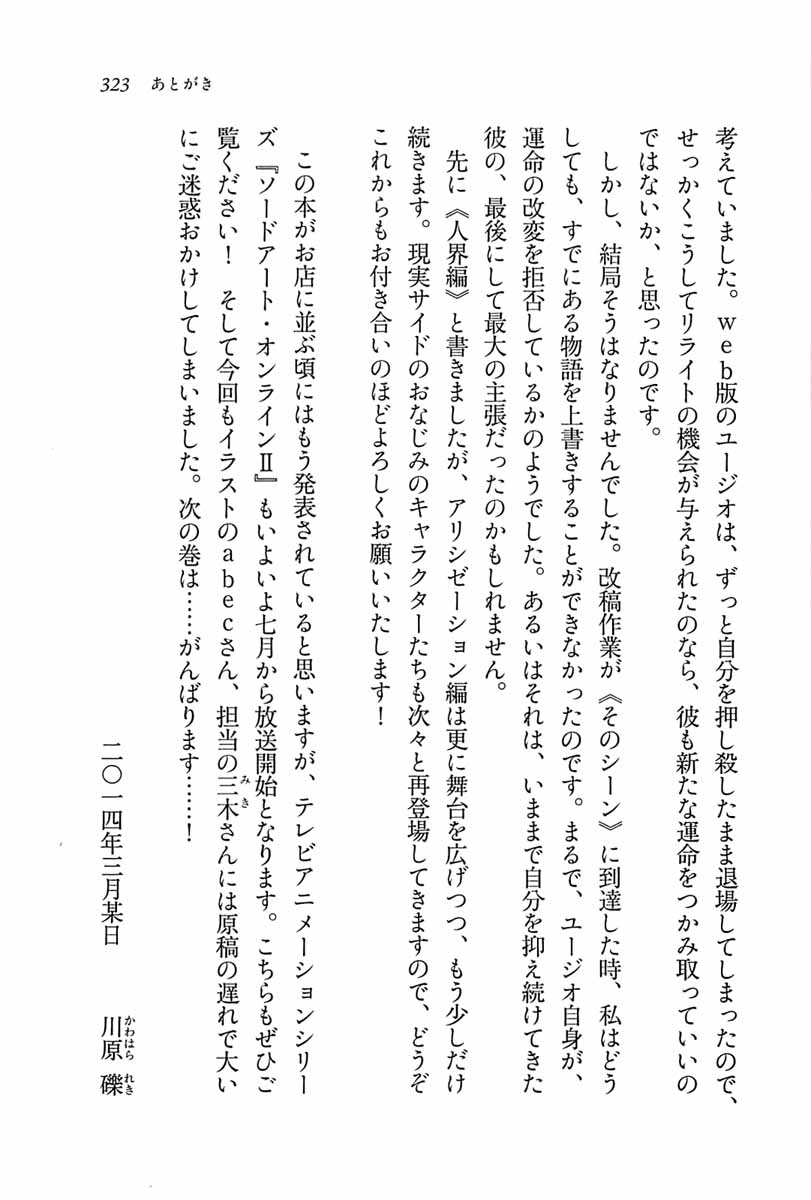 323 あとがき
考えていました。web版のユージオは、ずっと自分を押し殺したまま退場してしまったので、
せっかくこうしてリライトの機会が与えられたのなら、彼も新たな運命をつかみ取っていいの
ではないか、と思ったのです。
しかし、結局そうはなりませんでした。改稿作業が《そのシーン》に到達した時、私はどう
しても、すでにある物語を上書きすることができなかったのです。まるで、ユージオ自身が、
運命の改変を拒否しているかのようでした。あるいはそれは、いままで自分を抑え続けてきた
彼の、最後にして最大の主張だったのかもしれません。
先に《人界編》と書きましたが、アリシゼーション編は更に舞台を広げつつ、もう少しだけ
続きます。現実サイドのおなじみのキャラクターたちも次々と再登場してきますので、どうぞ
これからもお付き合いのほどよろしくお願いいたします！
この本がお店に並ぶ頃にはもう発表されていると思いますが、テレビアニメーションシリー
ズ『ソードアート・オンラインⅡ』もいよいよ七月から放送開始となります。こちらもぜひご
覧ください！　そして今回もイラストのabecさん、担当の三木さんには原稿の遅れで大い
みき
にご迷惑おかけしてしまいました。次の巻は……がんばります……！
二〇一四年三月某日　川原 礫
かわはら れき